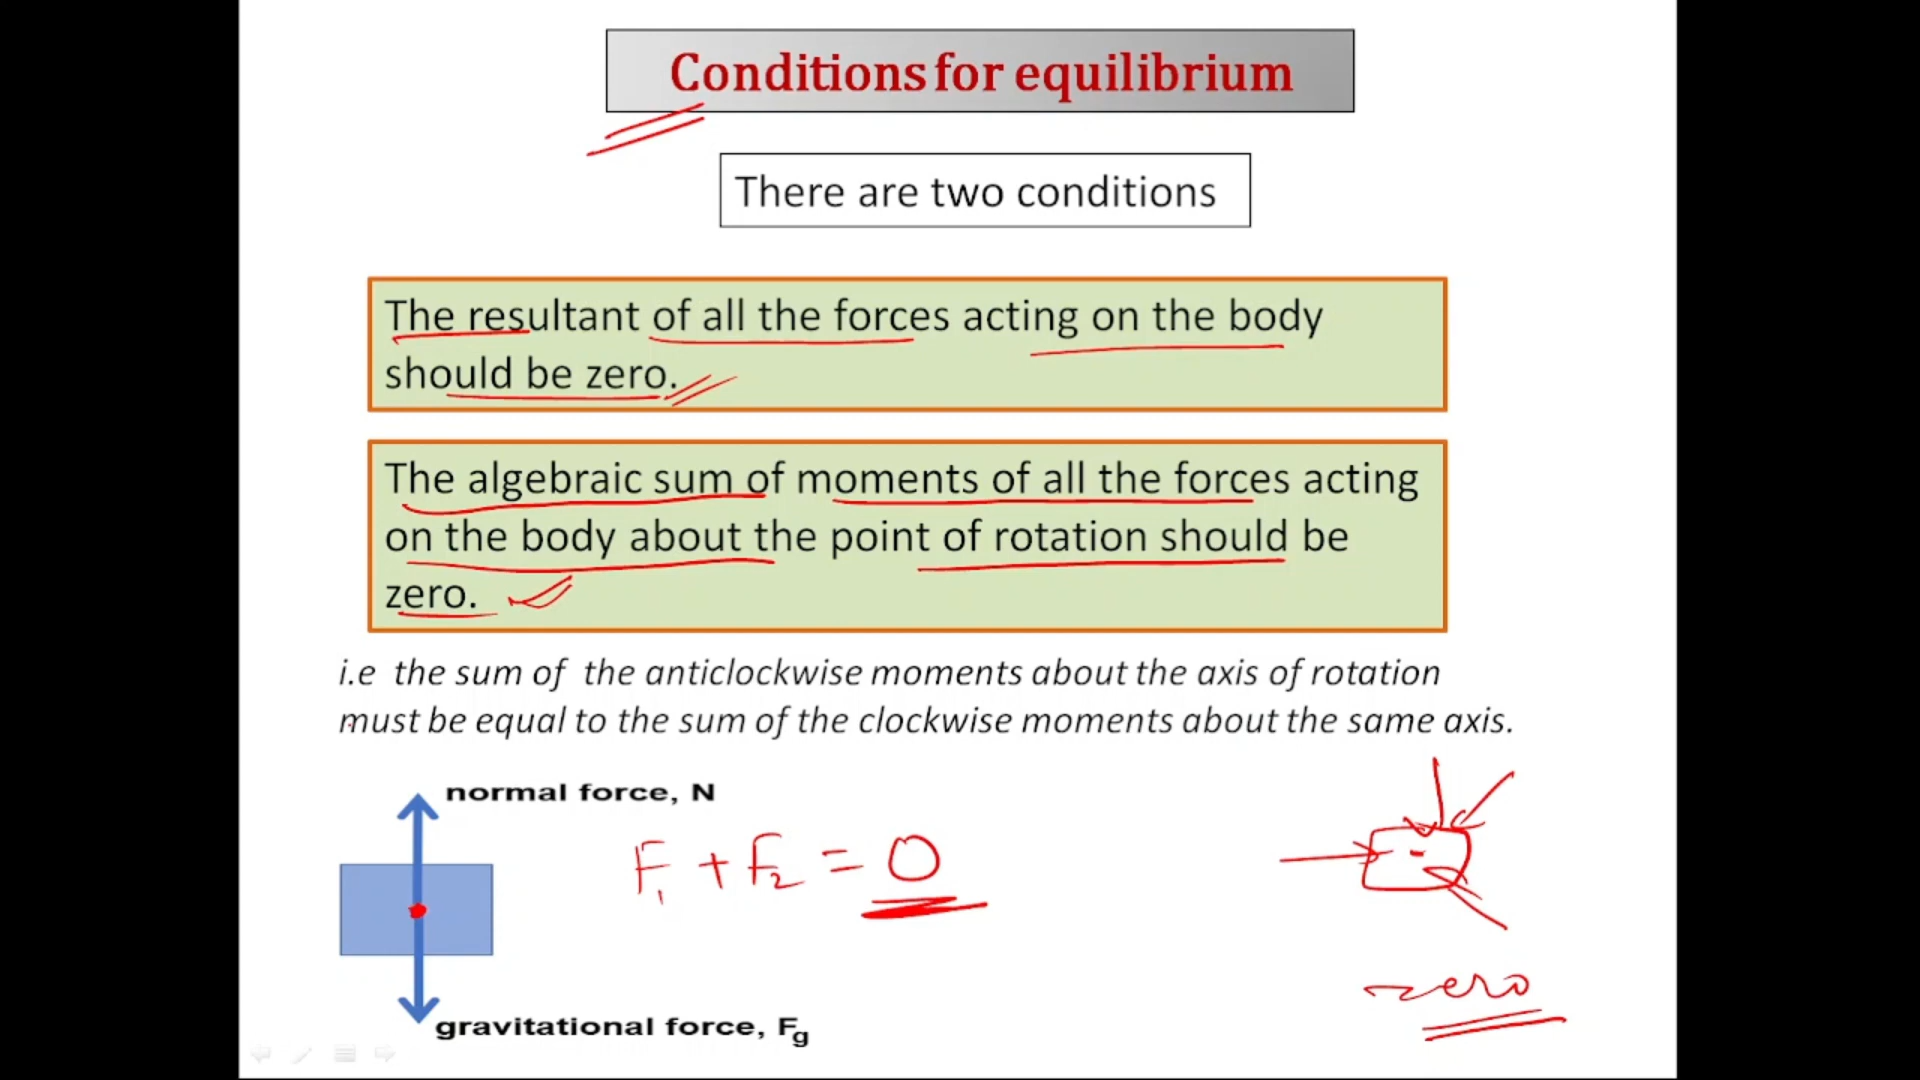 Conditions for equilibrium
There are two conditions
The resultant of all the forces acting on the body
should be zero.
The algebraic sum of moments of all the forces acting
on the body about the point of rotation should be
zero.
i.e the sum of the anticlockwise moments about the axis of rotation
must be equal to the sum of the clockwise moments about the same axis.
normal force, N
F₁ + F₂ = 0
zero
gravitational force, Fg